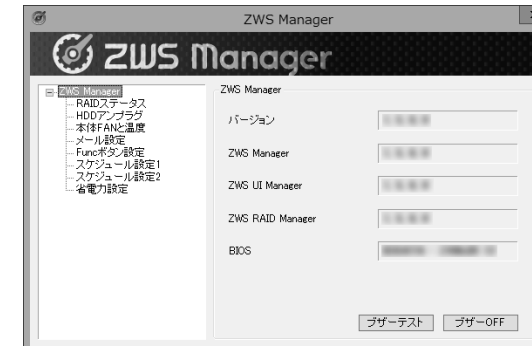 ZWS Manager
ZWS Manager
ZWS Manager
RAIDステータス
HDDアンプラグ
本体FANと温度
メール設定
Funcボタン設定
スケジュール設定1
スケジュール設定2
省電力設定
ZWS Manager
バージョン
ZWS Manager
ZWS UI Manager
ZWS RAID Manager
BIOS
ブザーテスト
ブザーOFF